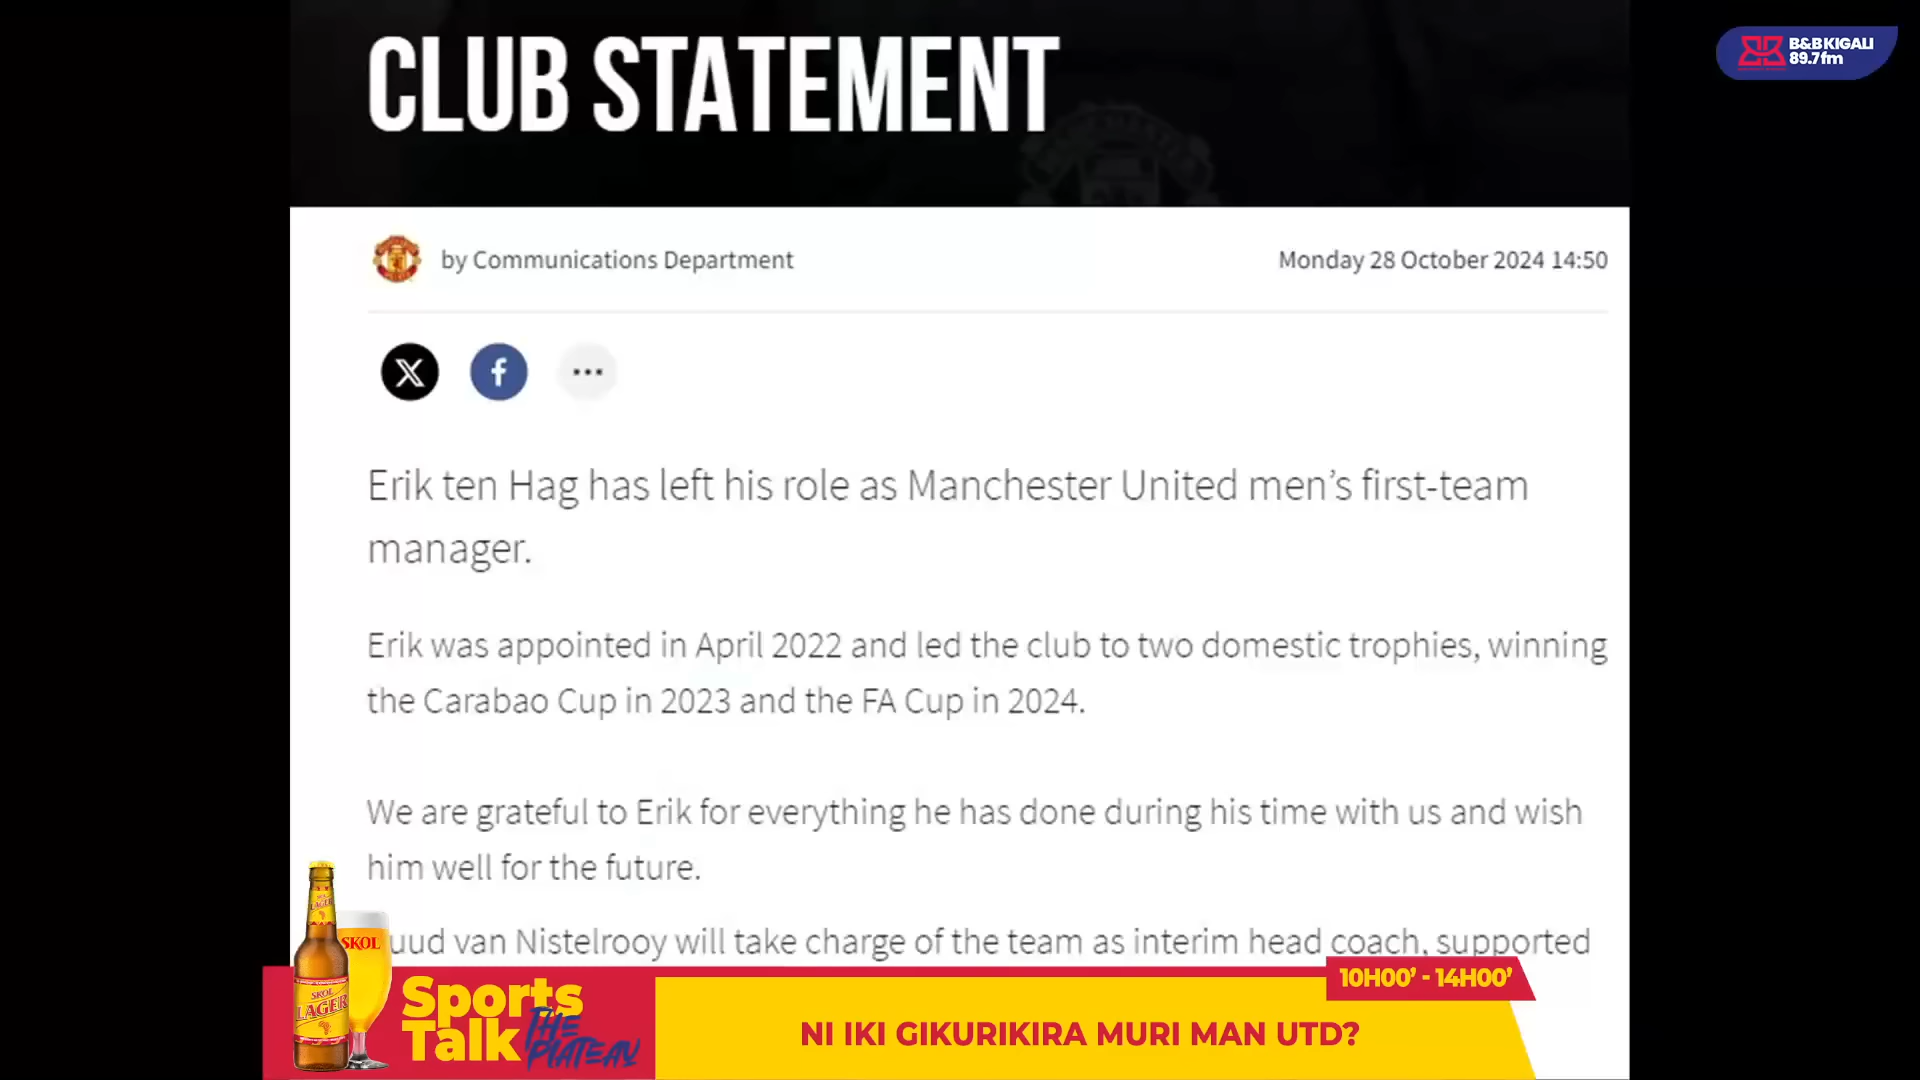 CLUB STATEMENT
B&B KIGALI
89.7fm
by Communications Department
Monday 28 October 2024 14:50
Erik ten Hag has left his role as Manchester United men’s first-team
manager.
Erik was appointed in April 2022 and led the club to two domestic trophies, winning
the Carabao Cup in 2023 and the FA Cup in 2024.
We are grateful to Erik for everything he has done during his time with us and wish
him well for the future.
uud van Nistelrooy will take charge of the team as interim head coach, supported
SKOL
SKOL
LAGER
10H00’ - 14H00’
Sports
Talk
THE
PLATEAU
NI IKI GIKURIKIRA MURI MAN UTD?